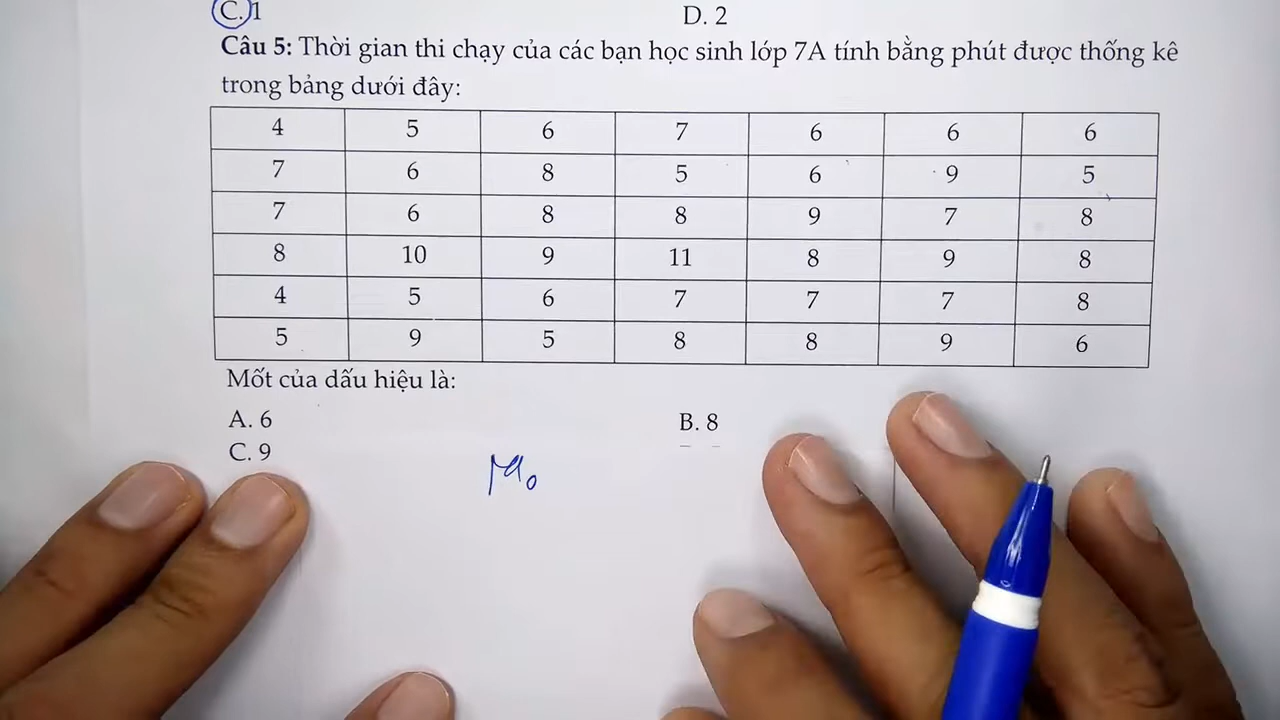 C. 1 D. 2
Câu 5: Thời gian thi chạy của các bạn học sinh lớp 7A tính bằng phút được thống kê
trong bảng dưới đây:
4 5 6 7 6 6 6
7 6 8 5 6 9 5
7 6 8 8 9 7 8
8 10 9 11 8 9 8
4 5 6 7 7 7 8
5 9 5 8 8 9 6
Mốt của dấu hiệu là:
A. 6 B. 8
C. 9
M₀